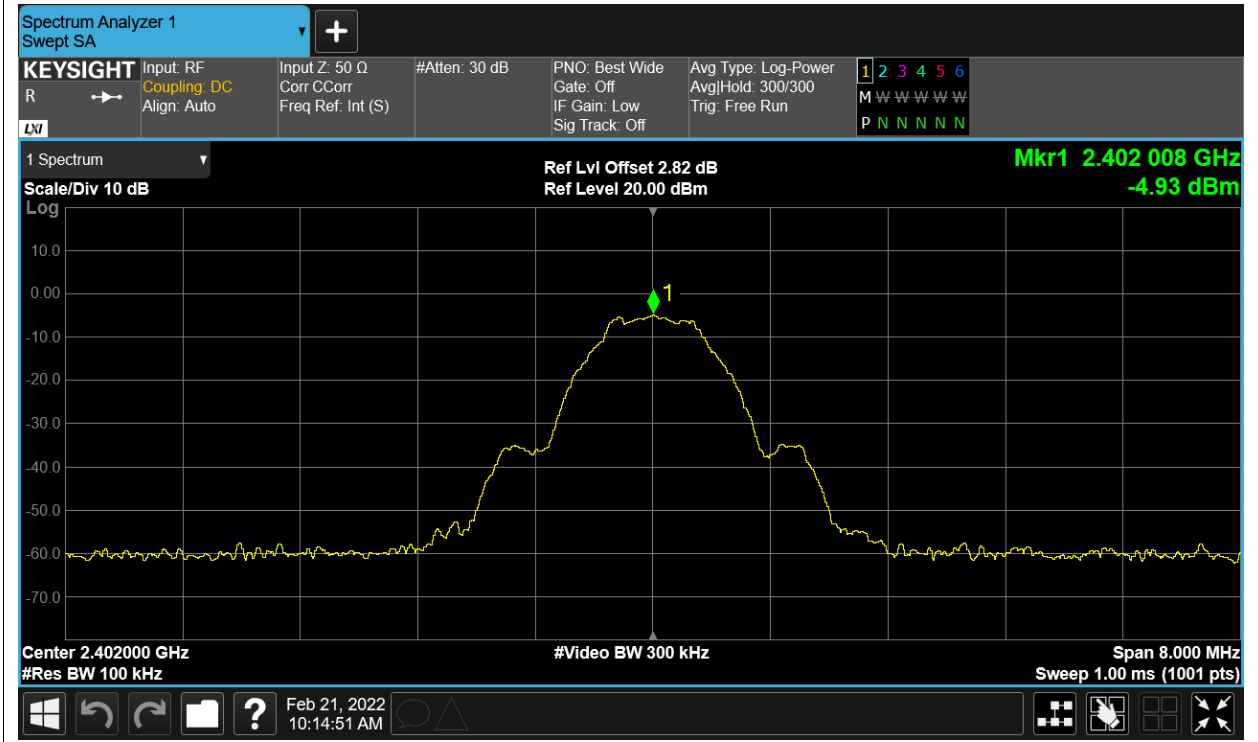 Spectrum Analyzer 1
Swept SA
+
KEYSIGHT
R
LXI
Input: RF
Coupling: DC
Align: Auto
Input Z: 50 Ω
Corr CCorr
Freq Ref: Int (S)
#Atten: 30 dB
PNO: Best Wide
Gate: Off
IF Gain: Low
Sig Track: Off
Avg Type: Log-Power
Avg|Hold: 300/300
Trig: Free Run
1 2 3 4 5 6
M W W W W W
P N N N N N
1 Spectrum
Scale/Div 10 dB
Log
Ref Lvl Offset 2.82 dB
Ref Level 20.00 dBm
Mkr1 2.402 008 GHz
-4.93 dBm
10.0
0.00
-10.0
-20.0
-30.0
-40.0
-50.0
-60.0
-70.0
1
Center 2.402000 GHz
#Res BW 100 kHz
#Video BW 300 kHz
Span 8.000 MHz
Sweep 1.00 ms (1001 pts)
?
Feb 21, 2022
10:14:51 AM